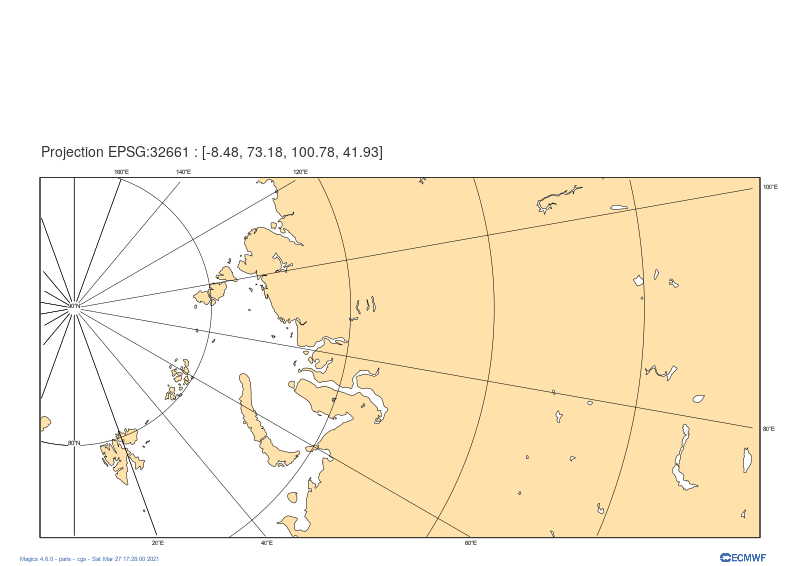 Projection EPSG:32661 : [-8.48, 73.18, 100.78, 41.93]
160°E 140°E 120°E
100°E
90°N
80°E
80°N
20°E 40°E 60°E
Magics 4.6.0 - paris - cgs - Sat Mar 27 17:28:00 2021
ECMWF